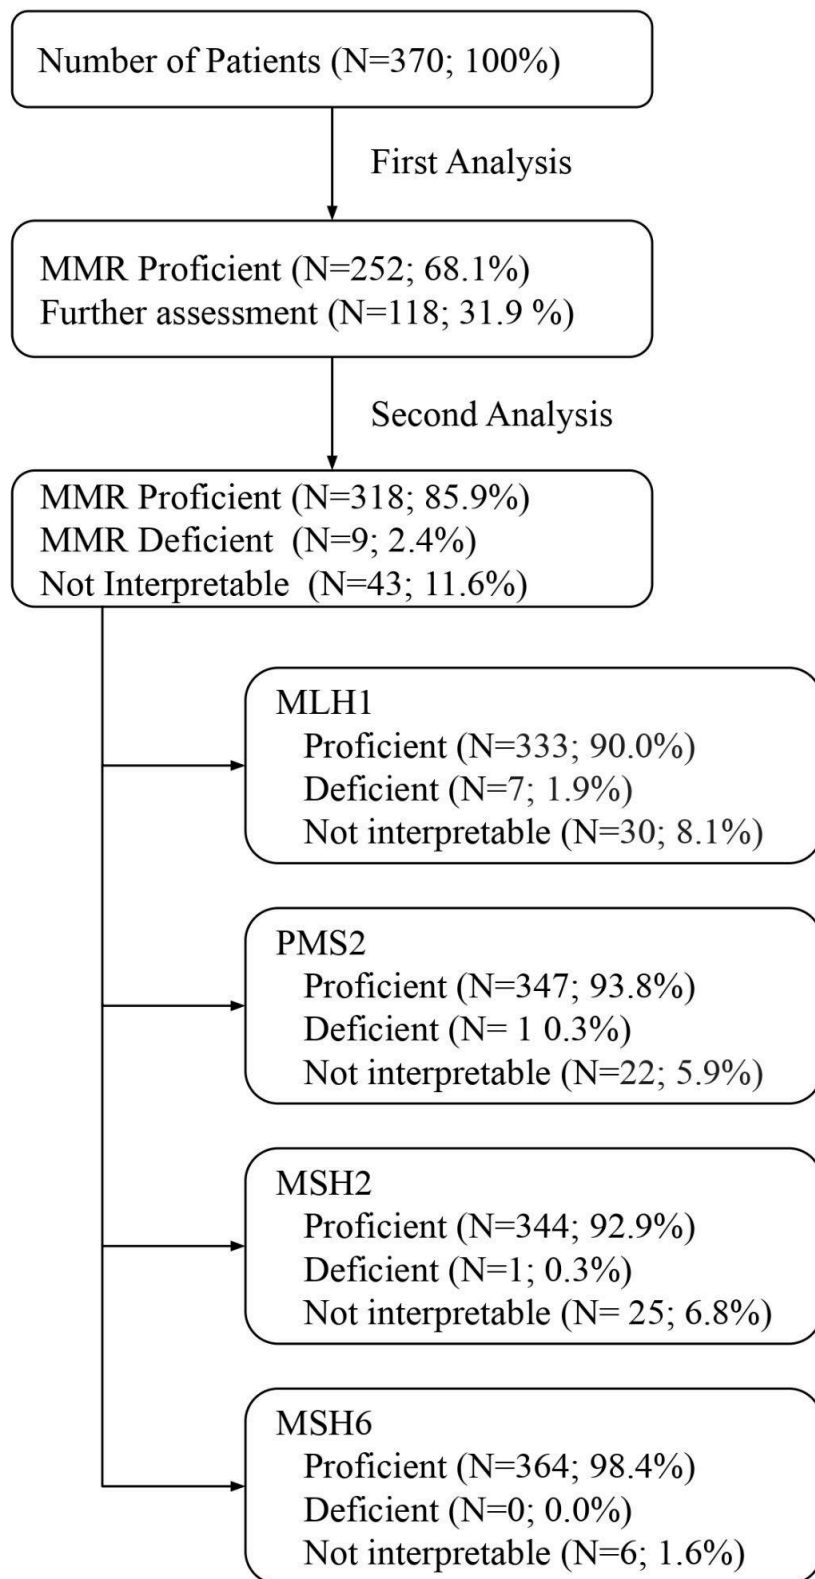 Number of Patients (N=370; 100%)
First Analysis
MMR Proficient (N=252; 68.1%)
Further assessment (N=118; 31.9 %)
Second Analysis
MMR Proficient (N=318; 85.9%)
MMR Deficient  (N=9; 2.4%)
Not Interpretable  (N=43; 11.6%)
MLH1
Proficient (N=333; 90.0%)
Deficient (N=7; 1.9%)
Not interpretable (N=30; 8.1%)
PMS2
Proficient (N=347; 93.8%)
Deficient (N= 1 0.3%)
Not interpretable (N=22; 5.9%)
MSH2
Proficient (N=344; 92.9%)
Deficient (N=1; 0.3%)
Not interpretable (N= 25; 6.8%)
MSH6
Proficient (N=364; 98.4%)
Deficient (N=0; 0.0%)
Not interpretable (N=6; 1.6%)